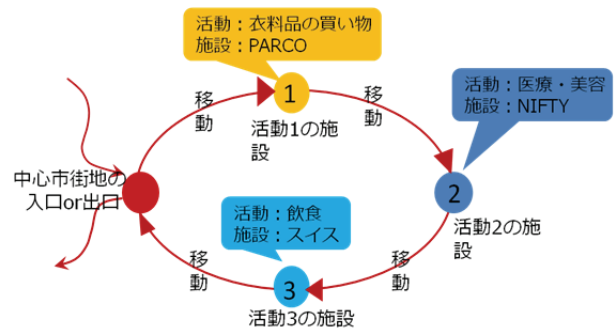 活動：衣料品の買い物
施設：PARCO
1
移動
移動
活動1の施
設
活動：医療・美容
施設：NIFTY
2
活動2の施
設
中心市街地の
入口or出口
活動：飲食
施設：スイス
3
移動
移動
活動3の施設